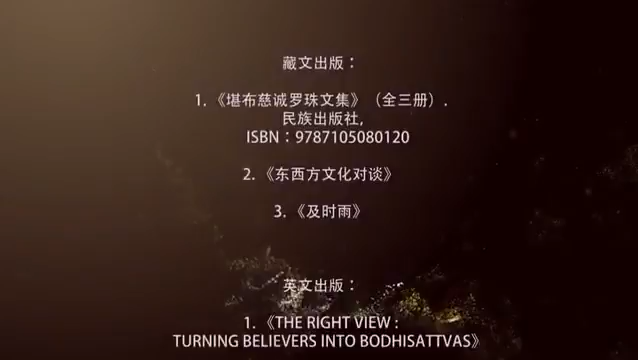 藏文出版：
1.《堪布慈诚罗珠文集》（全三册）.
民族出版社,
ISBN：9787105080120
2.《东西方文化对谈》
3.《及时雨》
英文出版：
1.《THE RIGHT VIEW :
TURNING BELIEVERS INTO BODHISATTVAS》